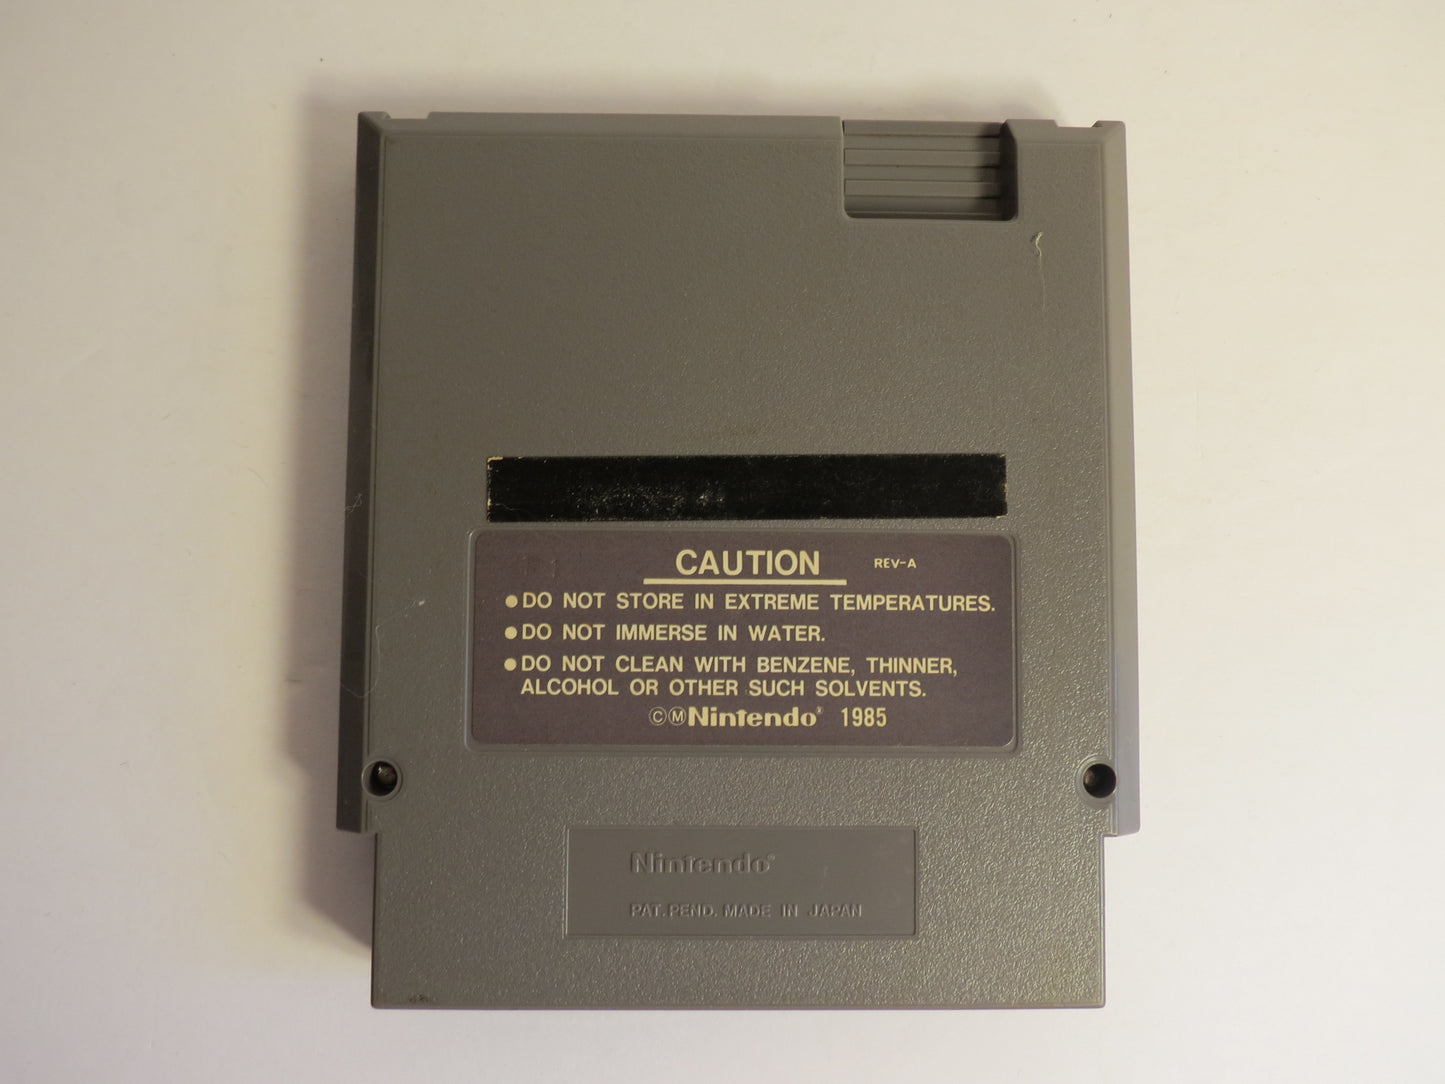 CAUTION REV-A
●DO NOT STORE IN EXTREME TEMPERATURES.
●DO NOT IMMERSE IN WATER.
●DO NOT CLEAN WITH BENZENE, THINNER,
ALCOHOL OR OTHER SUCH SOLVENTS.
©ⓂNintendo® 1985
Nintendo®
PAT. PEND. MADE IN JAPAN